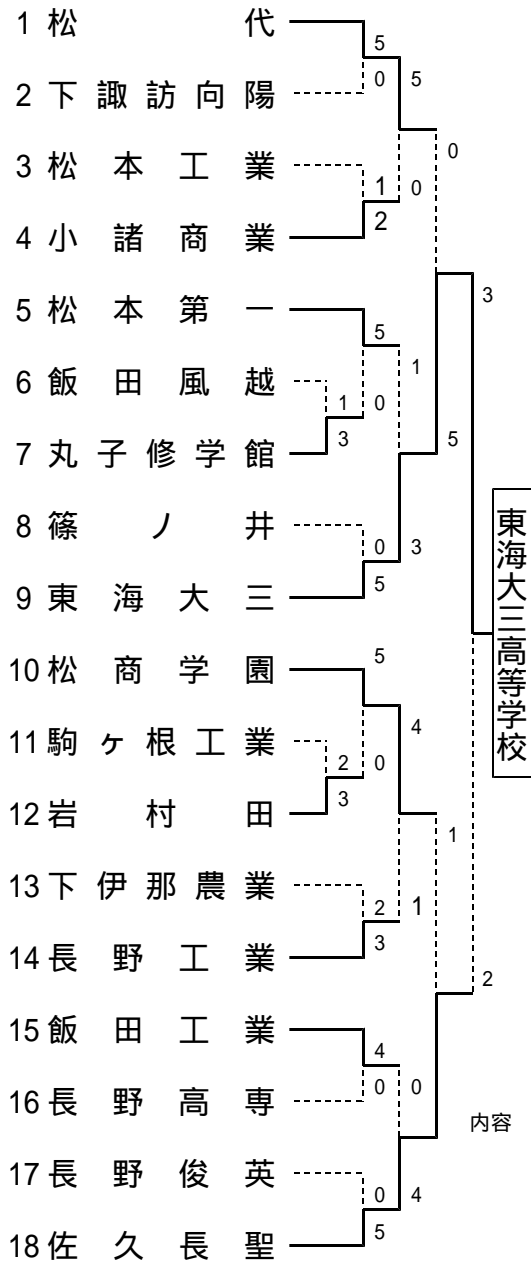 1 松代
5
0
5
2 下諏訪向陽
0
3 松本工業
1
0
2
4 小諸商業
3
5 松本第一
5
1
6 飯田風越
1
0
3
5
7 丸子修学館
8 篠ノ井
0
3
5
9 東海大三
東海大三高等学校
10 松商学園
5
4
11 駒ヶ根工業
2
0
3
12 岩村田
1
13 下伊那農業
2
1
3
14 長野工業
2
15 飯田工業
4
0
0
16 長野高専
内容
17 長野俊英
0
4
5
18 佐久長聖